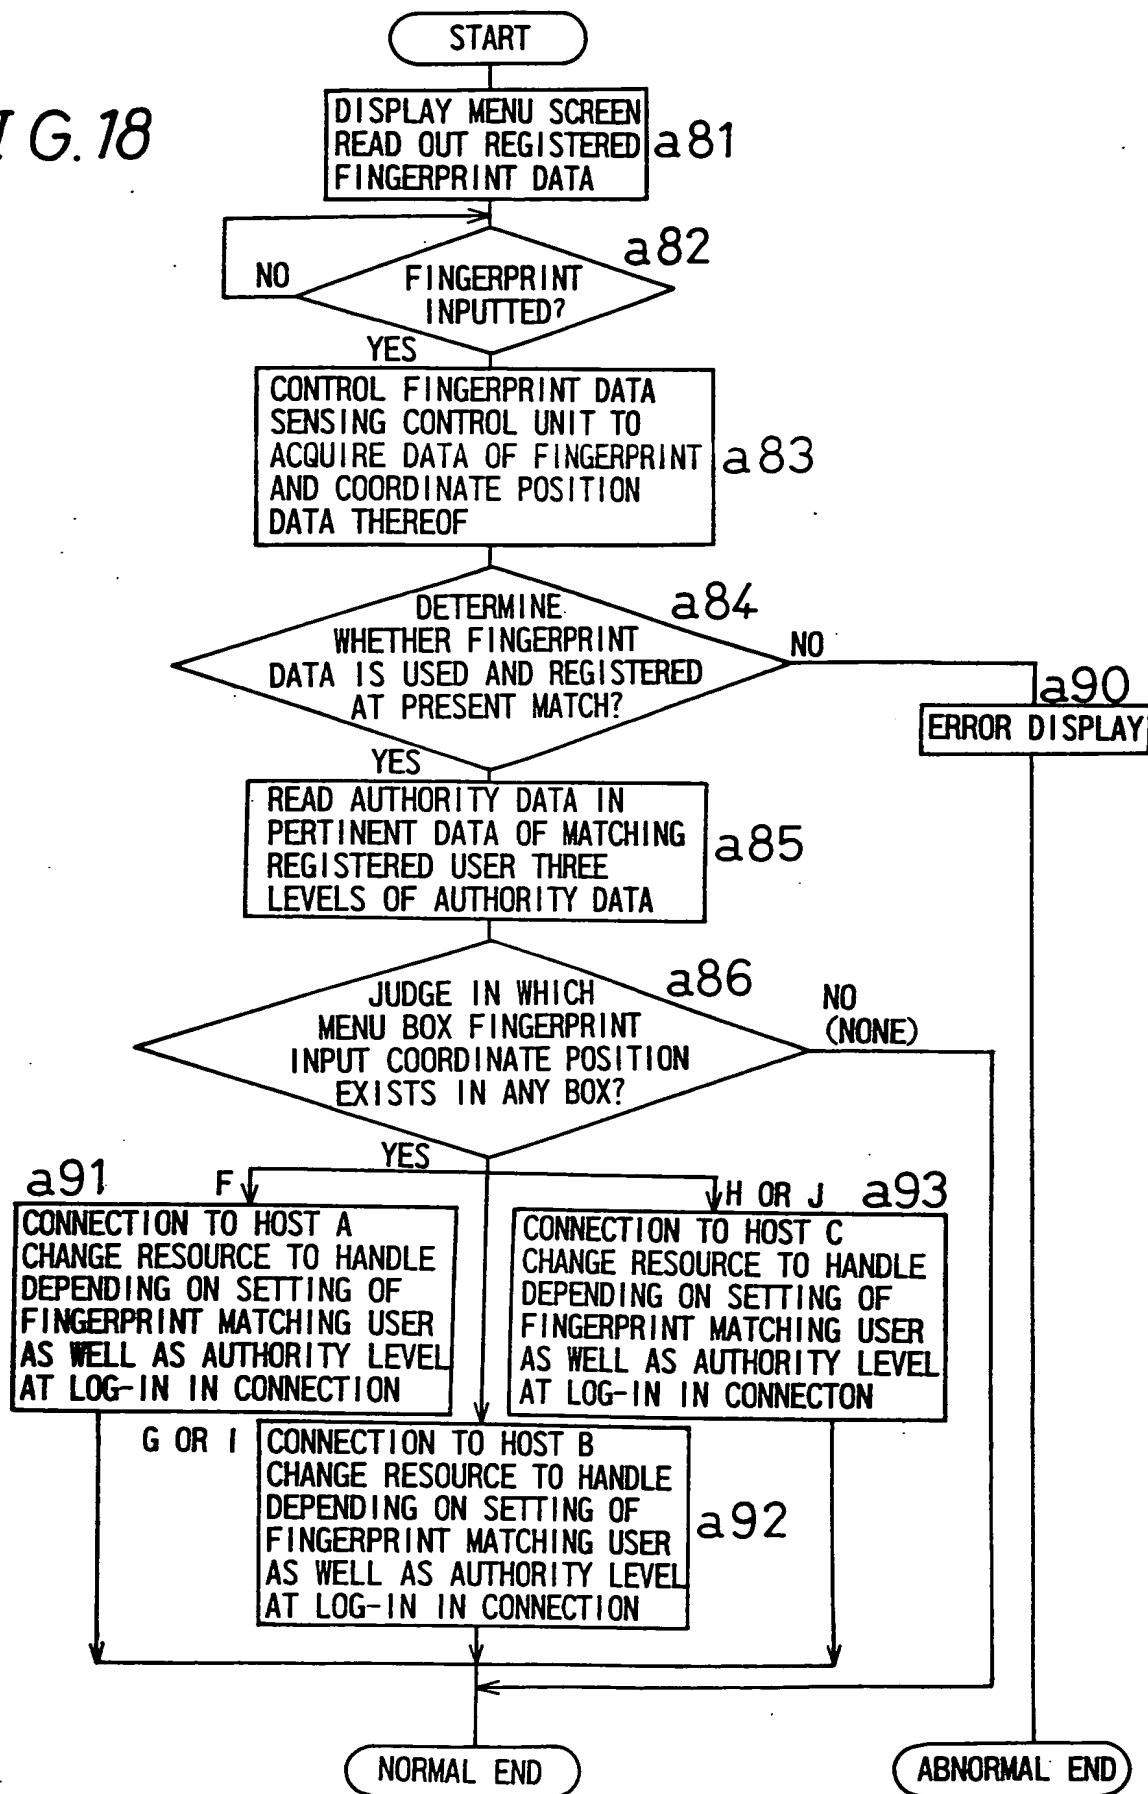 I G. 18
START
DISPLAY MENU SCREEN
READ OUT REGISTERED
FINGERPRINT DATA
a81
a82
FINGERPRINT
INPUTTED?
NO
YES
CONTROL FINGERPRINT DATA
SENSING CONTROL UNIT TO
ACQUIRE DATA OF FINGERPRINT
AND COORDINATE POSITION
DATA THEREOF
a83
a84
DETERMINE
WHETHER FINGERPRINT
DATA IS USED AND REGISTERED
AT PRESENT MATCH?
NO
a90
ERROR DISPLAY
YES
READ AUTHORITY DATA IN
PERTINENT DATA OF MATCHING
REGISTERED USER THREE
LEVELS OF AUTHORITY DATA
a85
a86
JUDGE IN WHICH
MENU BOX FINGERPRINT
INPUT COORDINATE POSITION
EXISTS IN ANY BOX?
NO
(NONE)
YES
a91
F
CONNECTION TO HOST A
CHANGE RESOURCE TO HANDLE
DEPENDING ON SETTING OF
FINGERPRINT MATCHING USER
AS WELL AS AUTHORITY LEVEL
AT LOG-IN IN CONNECTION
H OR J
a93
CONNECTION TO HOST C
CHANGE RESOURCE TO HANDLE
DEPENDING ON SETTING OF
FINGERPRINT MATCHING USER
AS WELL AS AUTHORITY LEVEL
AT LOG-IN IN CONNECTON
G OR I
CONNECTION TO HOST B
CHANGE RESOURCE TO HANDLE
DEPENDING ON SETTING OF
FINGERPRINT MATCHING USER
AS WELL AS AUTHORITY LEVEL
AT LOG-IN IN CONNECTION
a92
NORMAL END
ABNORMAL END